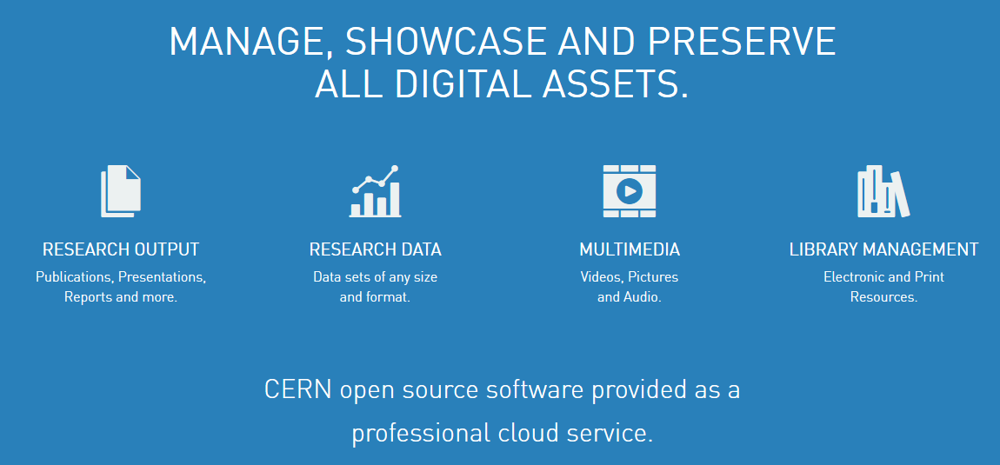 MANAGE, SHOWCASE AND PRESERVE
ALL DIGITAL ASSETS.
RESEARCH OUTPUT
Publications, Presentations,
Reports and more.
RESEARCH DATA
Data sets of any size
and format.
MULTIMEDIA
Videos, Pictures
and Audio.
LIBRARY MANAGEMENT
Electronic and Print
Resources.
CERN open source software provided as a
professional cloud service.